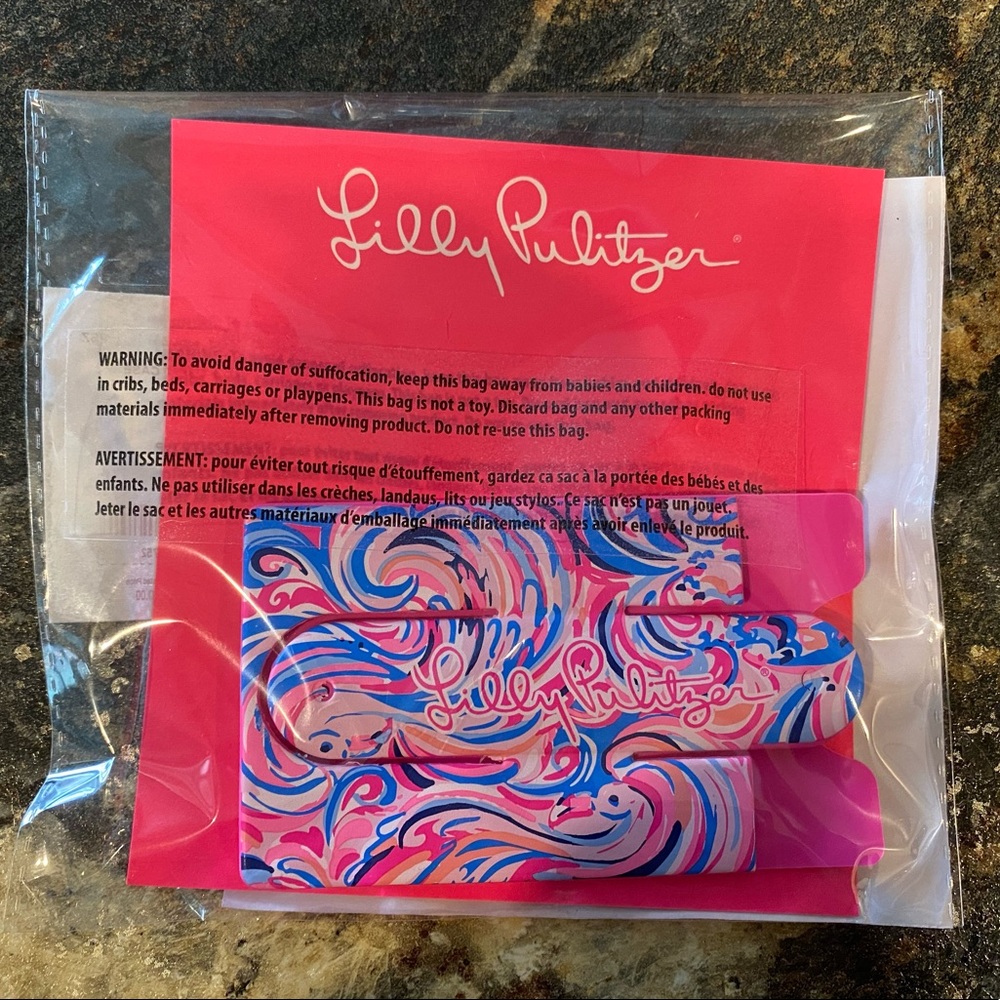 Lilly Pulitzer®
WARNING: To avoid danger of suffocation, keep this bag away from babies and children. do not use
in cribs, beds, carriages or playpens. This bag is not a toy. Discard bag and any other packing
materials immediately after removing product. Do not re-use this bag.
AVERTISSEMENT: pour éviter tout risque d'étouffement, gardez ca sac à la portée des bébés et des
enfants. Ne pas utiliser dans les crèches, landaus, lits ou jeu stylos. Ce sac n'est pas un jouet.
Jeter le sac et les autres matériaux d'emballage immédiatement après avoir enlevé le produit.
Lilly Pulitzer®